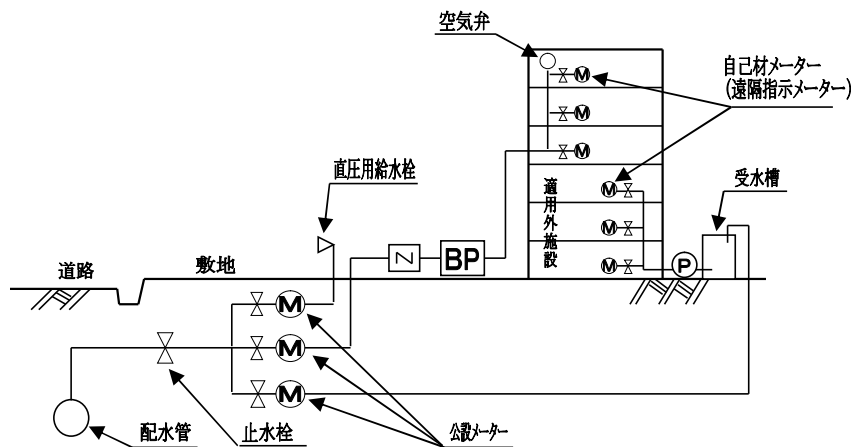 空気弁
自己材メーター
(遠隔指示メーター)
M
M
M
直圧用給水栓
M
受水槽
適用外施設
M
Z
BP
M
P
道路
敷地
M
M
M
配水管
止水栓
公設メーター